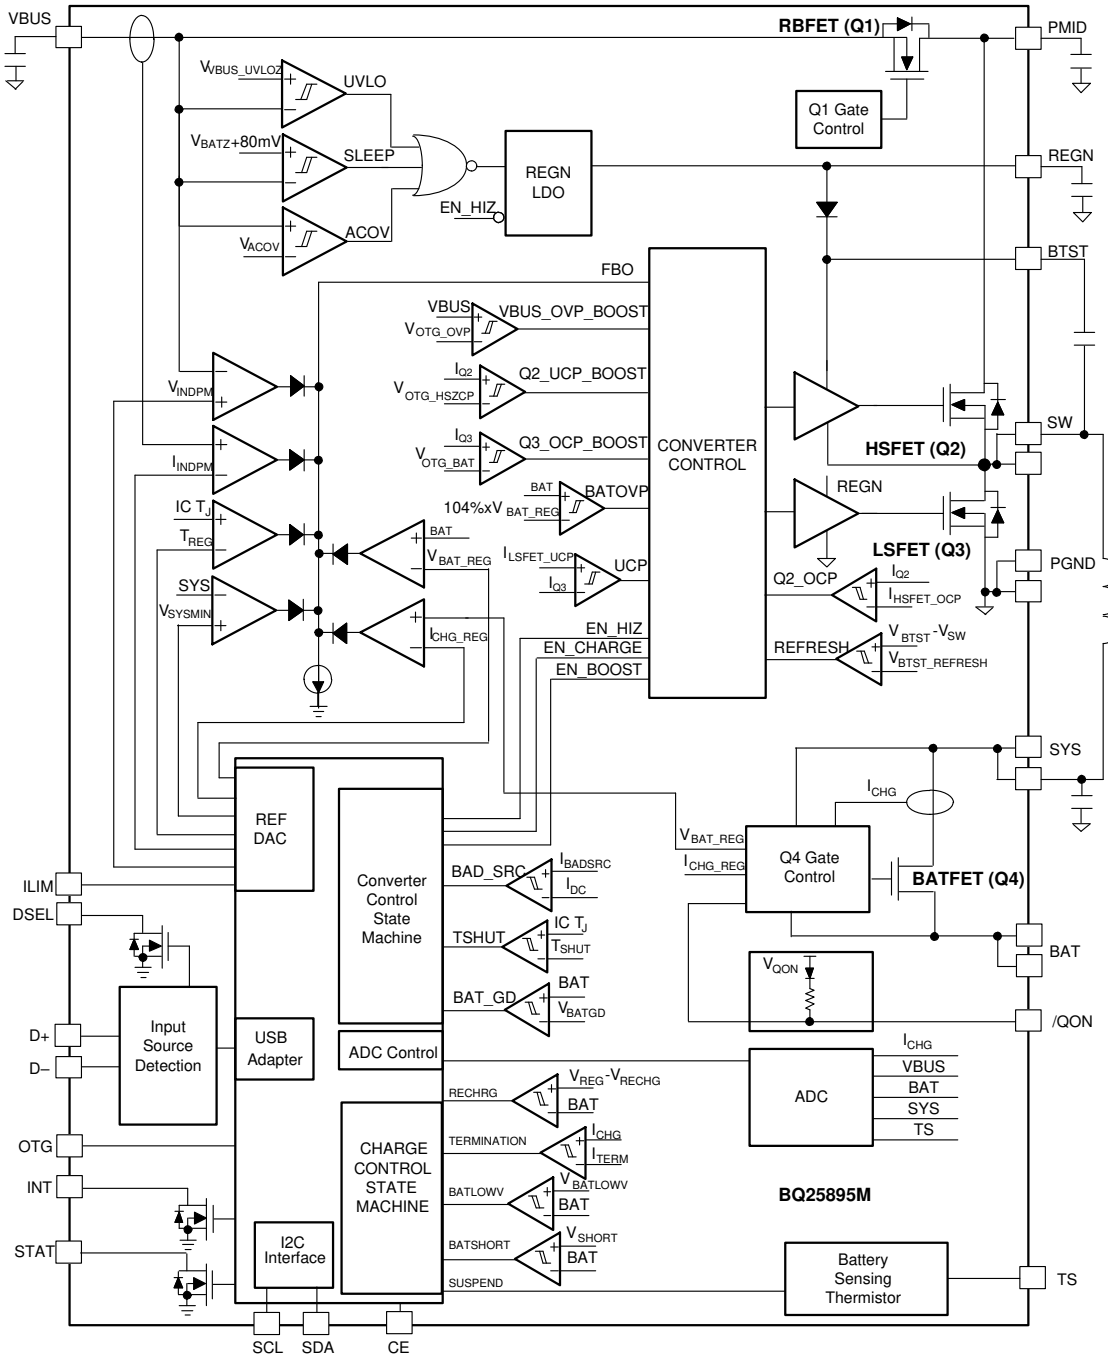 VBUS
RBFET (Q1)
PMID
VVBUS_UVLOZ
UVLO
Q1 Gate
Control
VBATZ+80mV
SLEEP
REGN
LDO
REGN
EN_HIZ
VACOV
ACOV
BTST
FBO
VBUS
VOTG_OVP
VBUS_OVP_BOOST
IQ2
VOTG_HSZCP
Q2_UCP_BOOST
VINDPM
IQ3
VOTG_BAT
Q3_OCP_BOOST
CONVERTER
CONTROL
HSFET (Q2)
SW
IINDPM
BAT
104%xVBAT_REG
BATOVP
REGN
LSFET (Q3)
IC TJ
TREG
BAT
VBAT_REG
ILSFET_UCP
IQ3
UCP
Q2_OCP
IQ2
IHSFET_OCP
PGND
SYS
VSYSMIN
ICHG_REG
EN_HIZ
EN_CHARGE
EN_BOOST
REFRESH
VBTST-VSW
VBTST_REFRESH
SYS
ICHG
REF
DAC
VBAT_REG
ICHG_REG
Q4 Gate
Control
BATFET (Q4)
Converter
Control
State
Machine
BAD_SRC
IBADSRC
IDC
ILIM
DSEL
TSHUT
IC TJ
TSHUT
BAT
VQON
BAT_GD
BAT
VBATGD
/QON
D+
D−
Input
Source
Detection
USB
Adapter
ADC Control
ADC
ICHG
VBUS
BAT
SYS
TS
RECHRG
VREG-VRECHG
BAT
OTG
CHARGE
CONTROL
STATE
MACHINE
TERMINATION
ICHG
ITERM
INT
BATLOWV
VBATLOWV
BAT
BQ25895M
STAT
I2C
Interface
BATSHORT
VSHORT
BAT
SUSPEND
Battery
Sensing
Thermistor
TS
SCL
SDA
CE